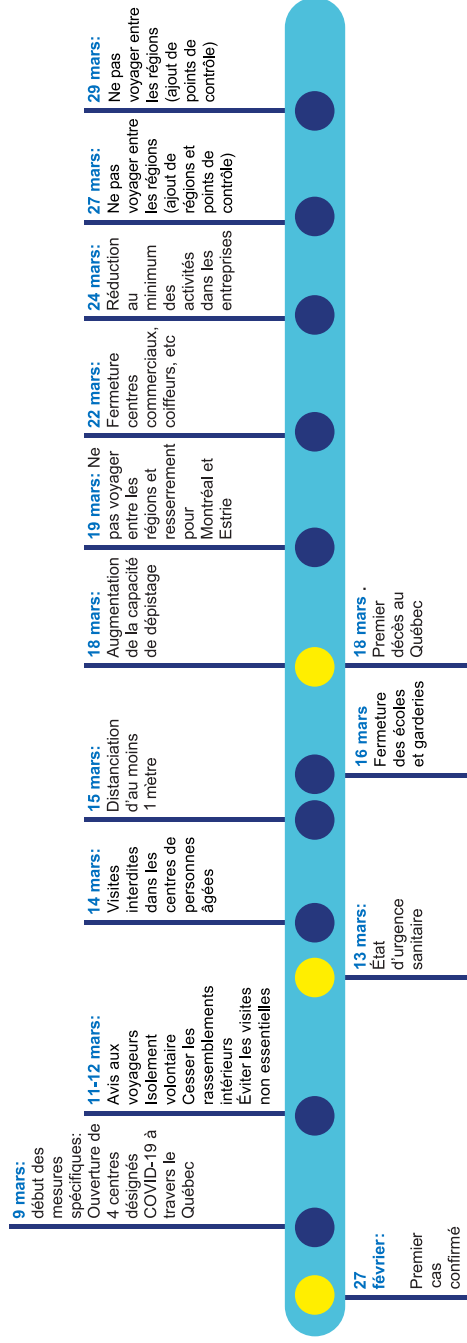 9 mars:
début des
mesures
spécifiques:
Ouverture de
4 centres
désignés
COVID-19 à
travers le
Québec
11-12 mars:
Avis aux
voyageurs
Isolement
volontaire
Cesser les
rassemblements
intérieurs
Éviter les visites
non essentielles
14 mars:
Visites
interdites
dans les
centres de
personnes
âgées
15 mars:
Distanciation
d'au moins
1 mètre
18 mars:
Augmentation
de la capacité
de dépistage
19 mars: Ne
pas voyager
entre les
régions et
resserrement
pour
Montréal et
Estrie
22 mars:
Fermeture
centres
commerciaux,
coiffeurs, etc
24 mars:
Réduction
au
minimum
des
activités
dans les
entreprises
27 mars:
Ne pas
voyager entre
les régions
(ajout de
régions et
points de
contrôle)
29 mars:
Ne pas
voyager entre
les régions
(ajout de
points de
contrôle)
27
février:
Premier
cas
confirmé
13 mars:
État
d'urgence
sanitaire
16 mars
Fermeture
des écoles
et garderies
18 mars .
Premier
décès au
Québec